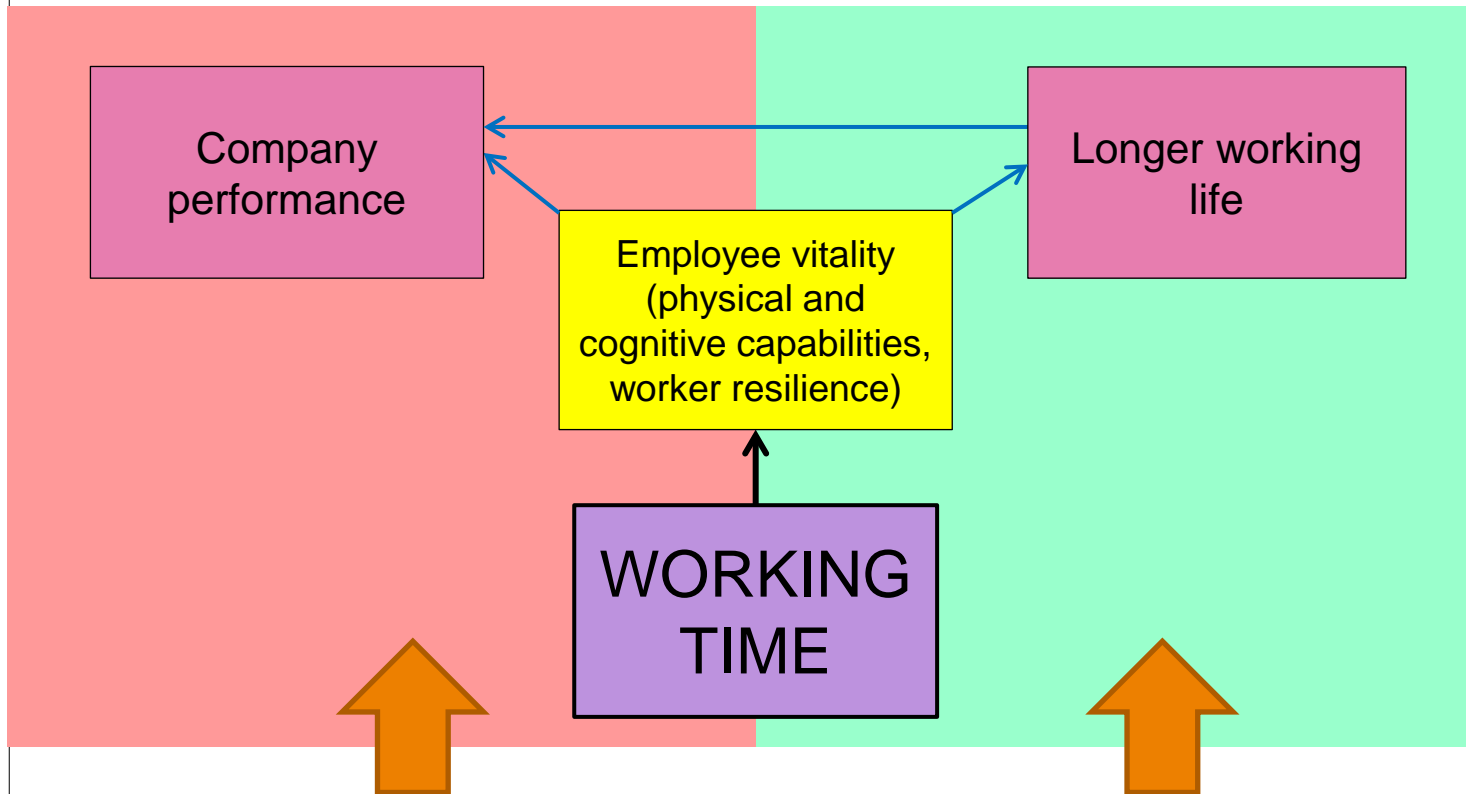 Company
performance
Longer working
life
Employee vitality
(physical and
cognitive capabilities,
worker resilience)
WORKING
TIME